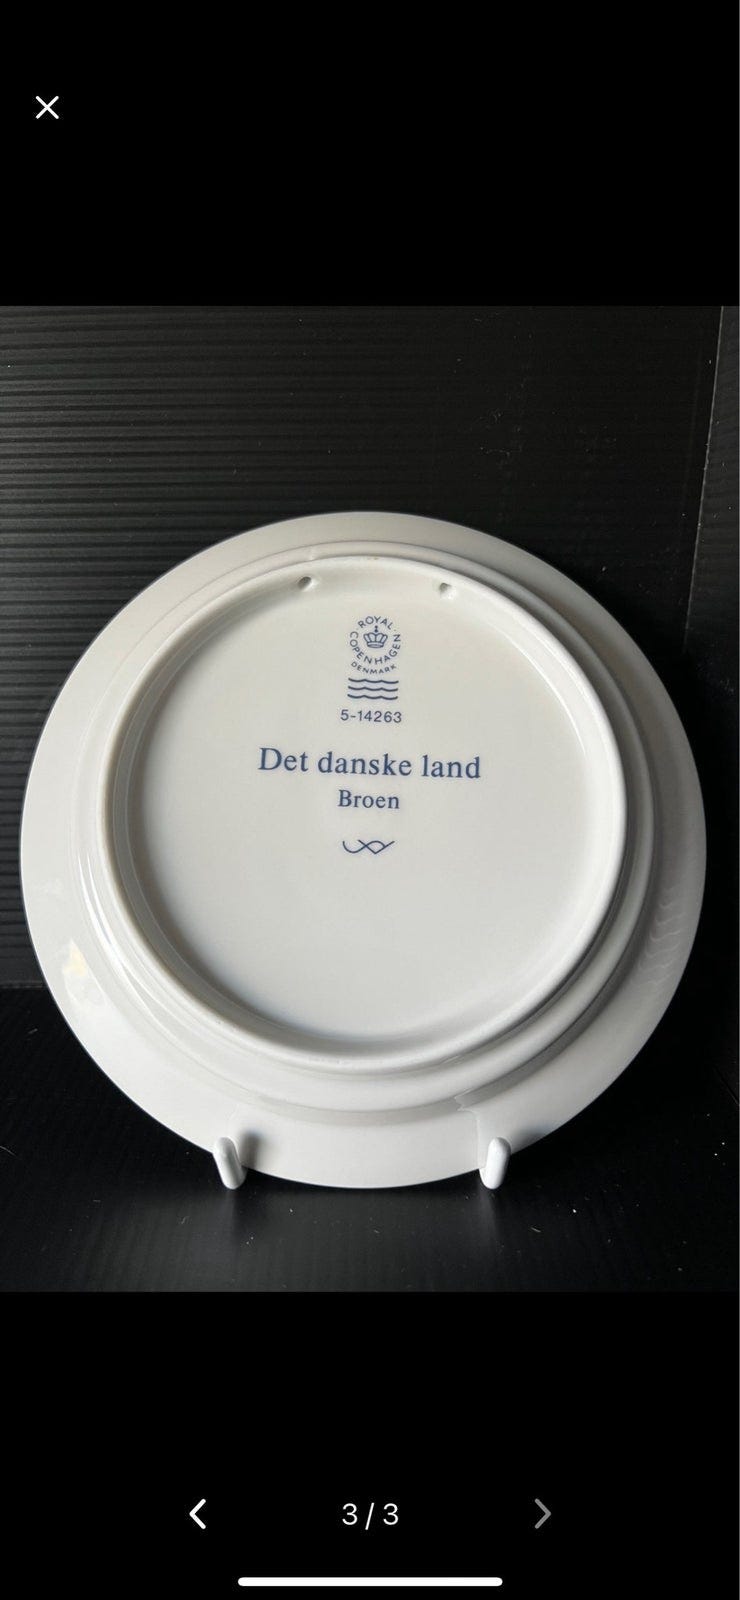 ROYAL
COPENHAGEN
DENMARK
5-14263
Det danske land
Broen
3/3